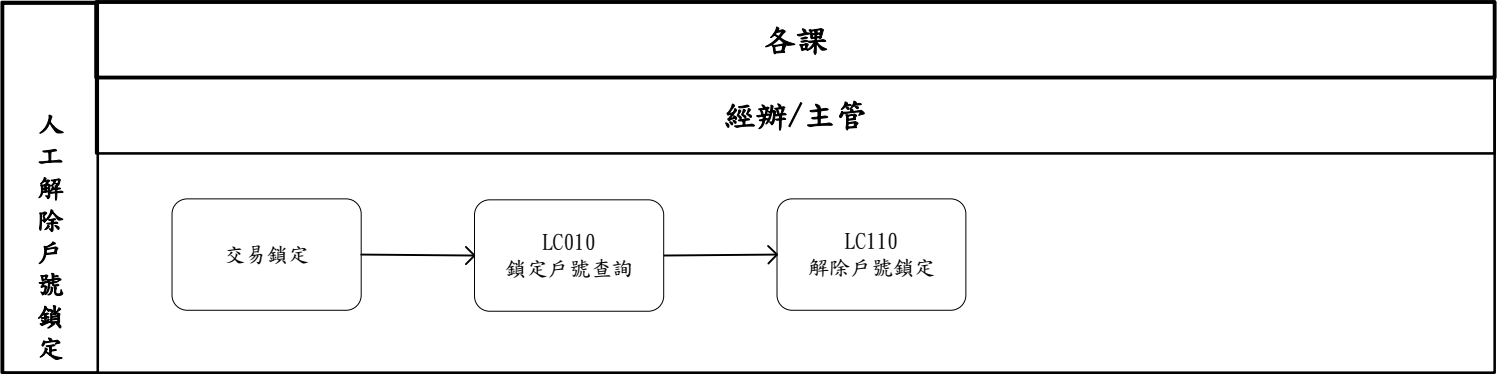 人工解除戶號鎖定
各課
經辦/主管
交易鎖定
LC010
鎖定戶號查詢
LC110
解除戶號鎖定